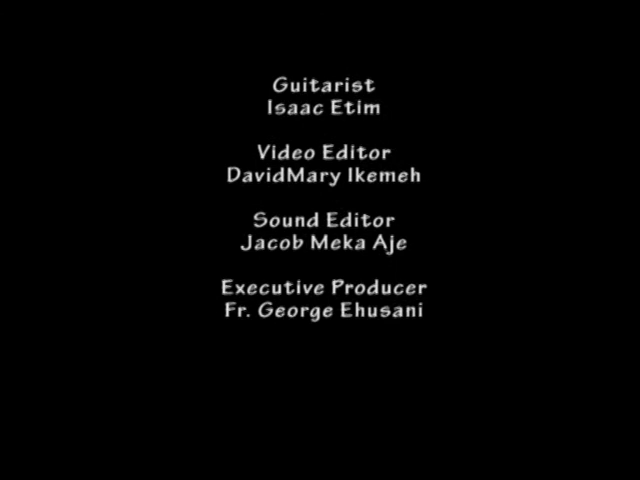 Guitarist
Isaac Etim
Video Editor
DavidMary Ikemeh
Sound Editor
Jacob Meka Aje
Executive Producer
Fr. George Ehusani